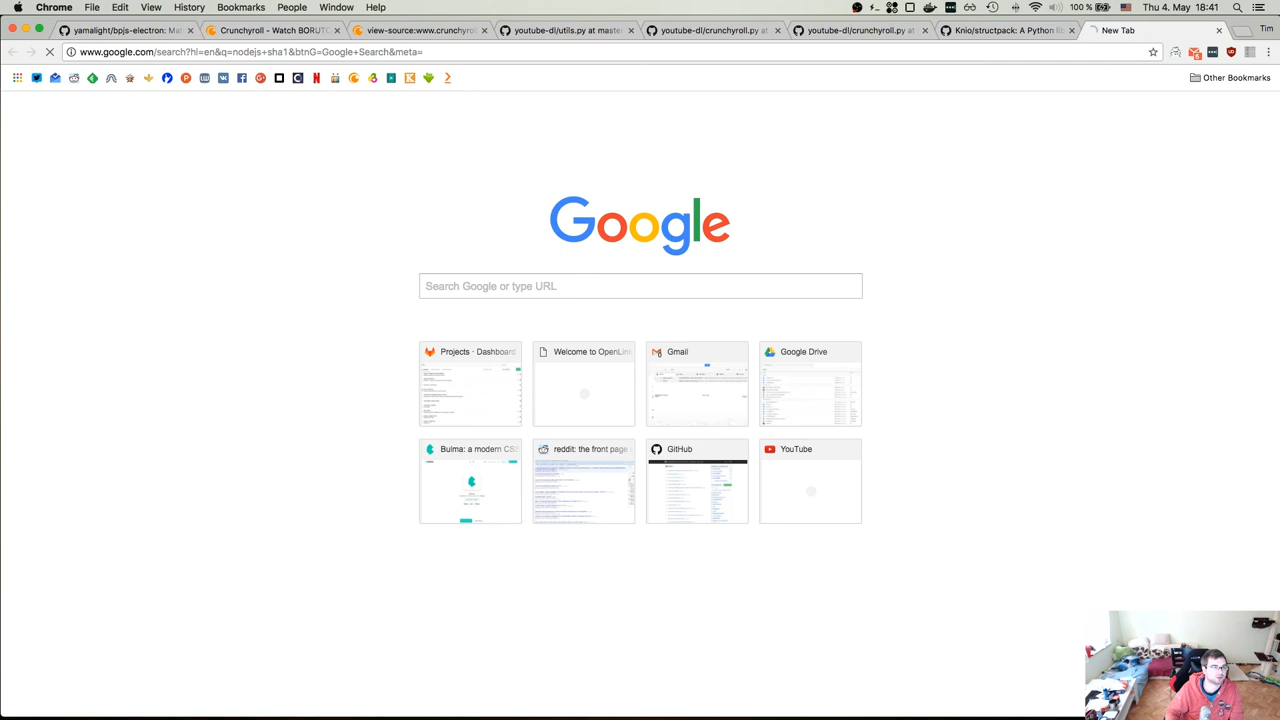 Chrome File Edit View History Bookmarks People Window Help
100 % Thu 4. May 18:41
yamalight/bpjs-electron: Ma
Crunchyroll - Watch BORUTO
view-source:www.crunchyroll
youtube-dl/utils.py at master
youtube-dl/crunchyroll.py at
youtube-dl/crunchyroll.py at
Knio/structpack: A Python lib
New Tab
Tim
www.google.com/search?hl=en&q=nodejs+sha1&btnG=Google+Search&meta=
Other Bookmarks
Google
Search Google or type URL
Projects · Dashboard
Welcome to OpenLin
Gmail
Google Drive
Bulma: a modern CSS
reddit: the front page
GitHub
YouTube